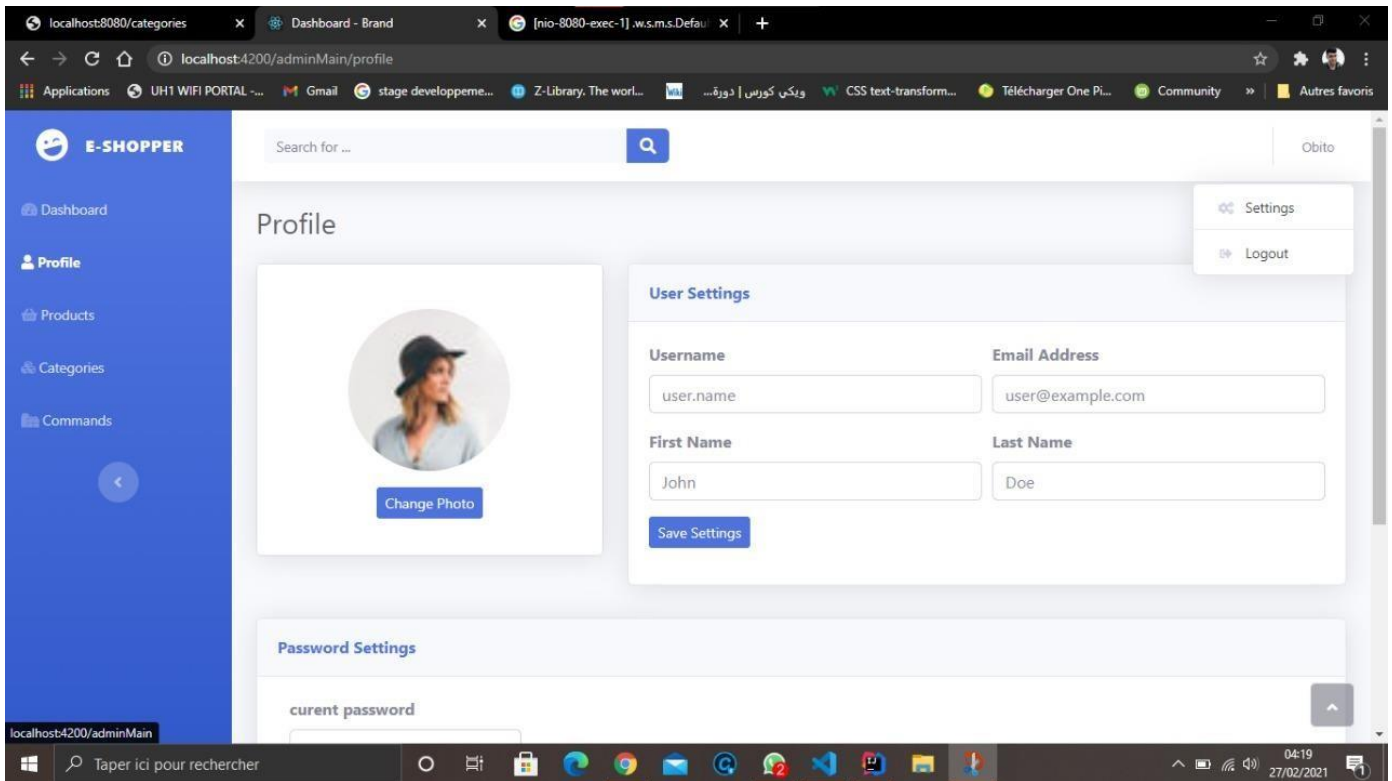 localhost:8080/categories
Dashboard - Brand
[nio-8080-exec-1] .w.s.m.s.Defaul
localhost:4200/adminMain/profile
Applications
UH1 WIFI PORTAL -...
Gmail
stage developpeme...
Z-Library. The worl...
ويكي كورس | دورة...
CSS text-transform...
Télécharger One Pi...
Community
»
Autres favoris
E-SHOPPER
Search for ...
Obito
Settings
Logout
Dashboard
Profile
Products
Categories
Commands
Profile
Change Photo
User Settings
Username
Email Address
user.name
user@example.com
First Name
Last Name
John
Doe
Save Settings
Password Settings
curent password
localhost:4200/adminMain
Taper ici pour rechercher
2
04:19
27/02/2021
1